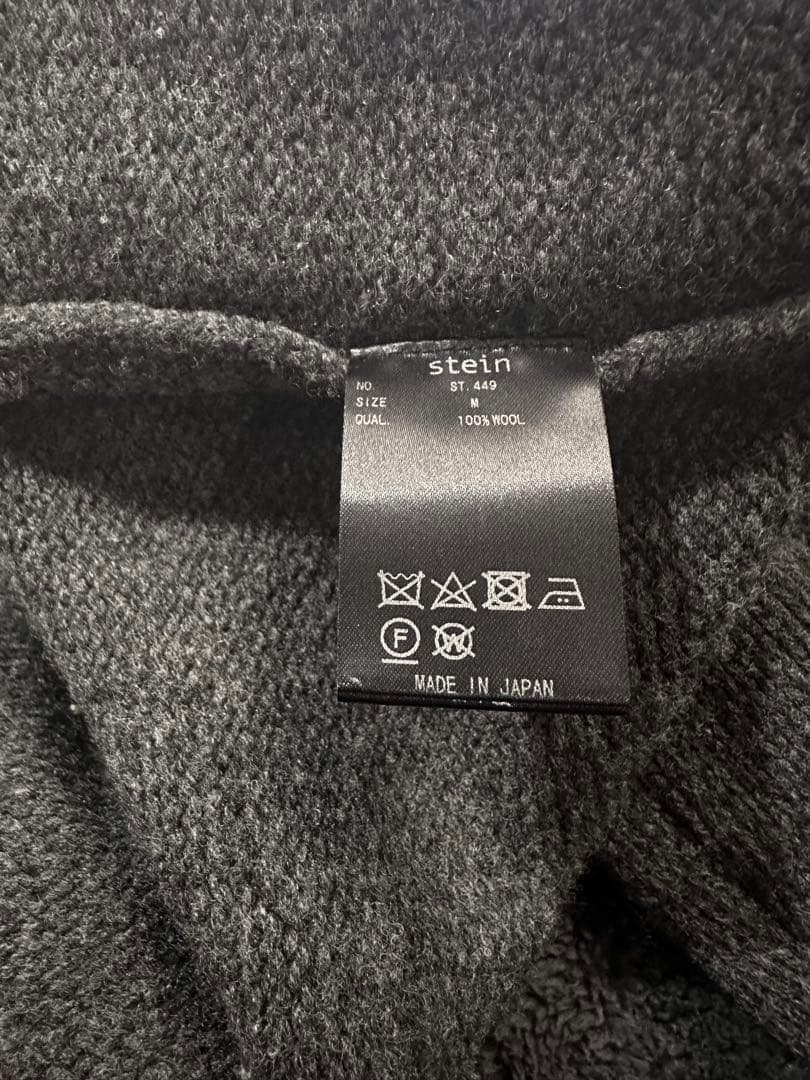 stein
NO. ST. 449
SIZE M
QUAL. 100% WOOL
F W
MADE IN JAPAN